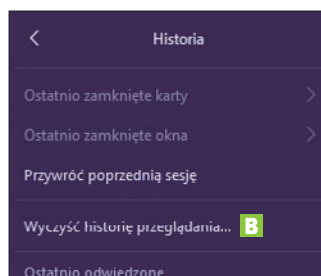 Historia
Ostatnio zamknięte karty
Ostatnio zamknięte okna
Przywróć poprzednią sesję
Wyczyść historię przeglądania... B
Ostatnio odwiedzone